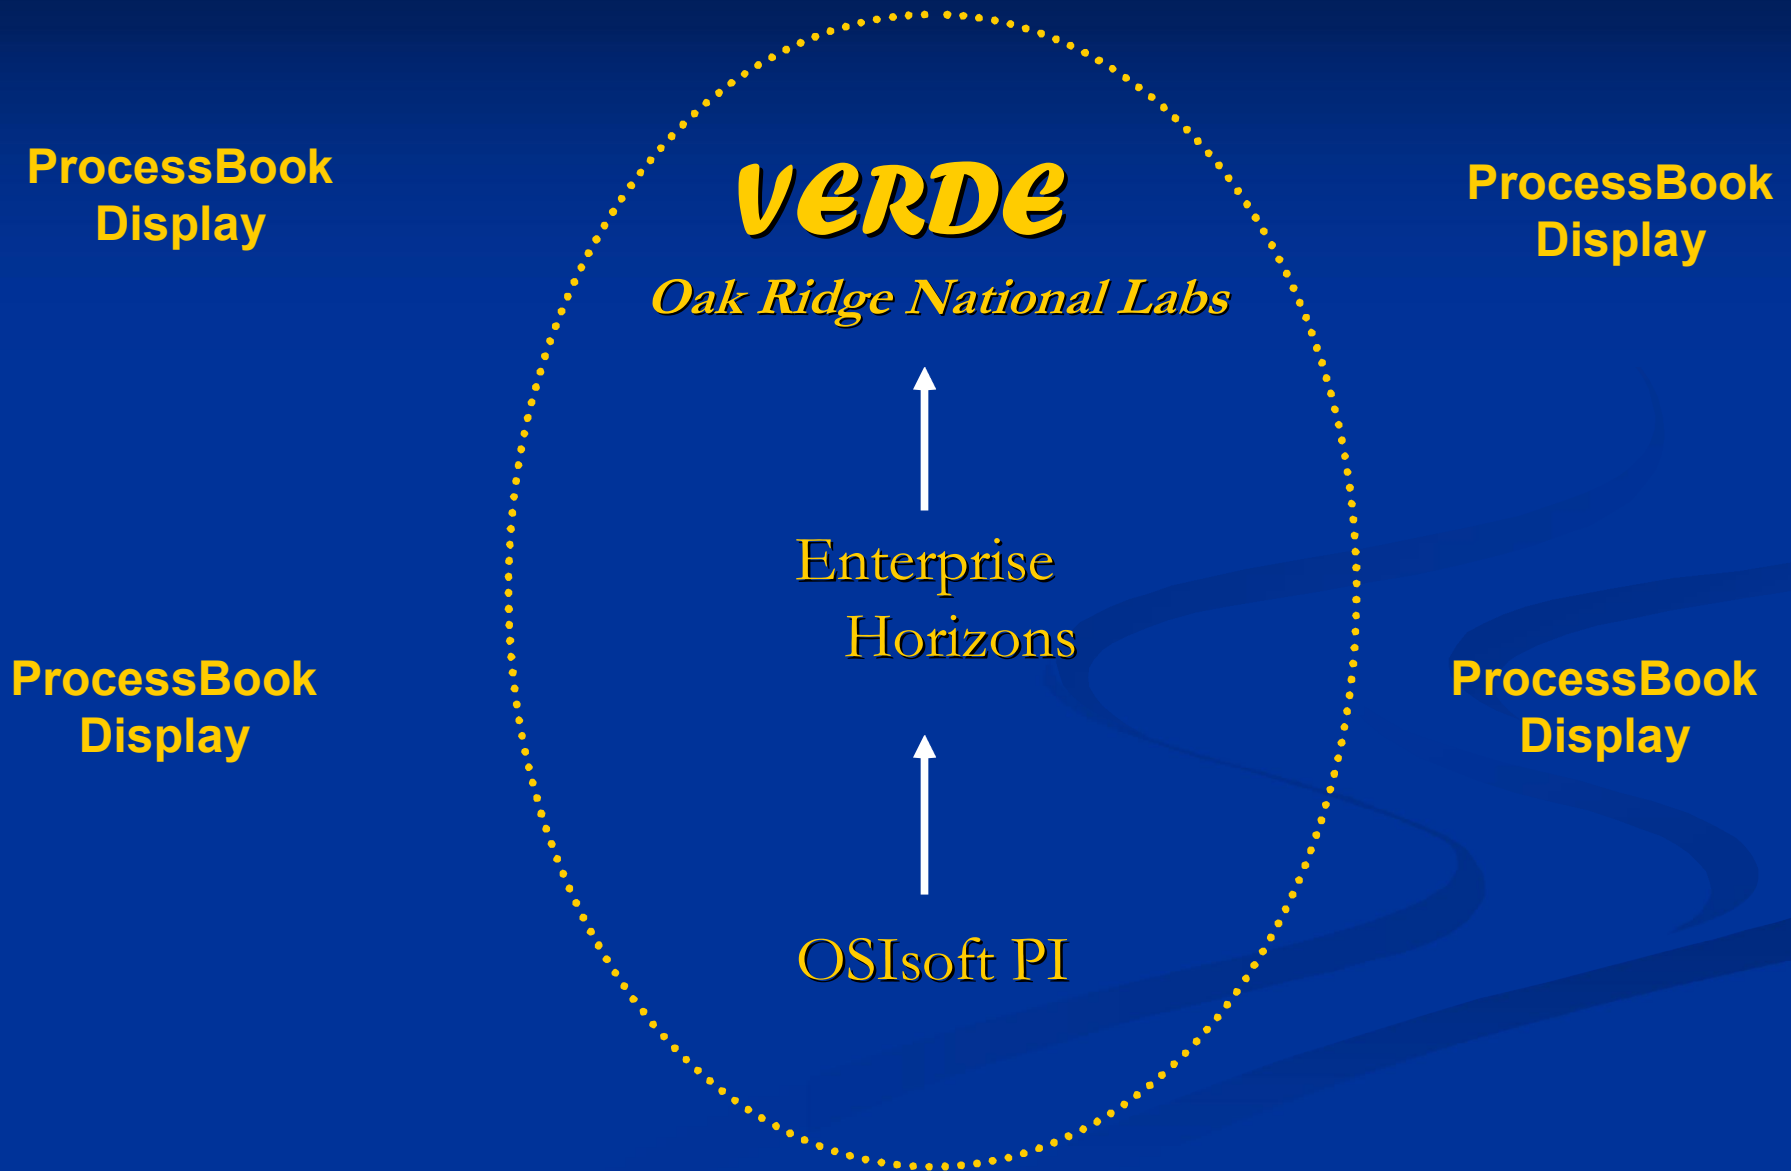 ProcessBook
Display
VERDE
Oak Ridge National Labs
ProcessBook
Display
Enterprise
Horizons
ProcessBook
Display
ProcessBook
Display
OSIsoft PI